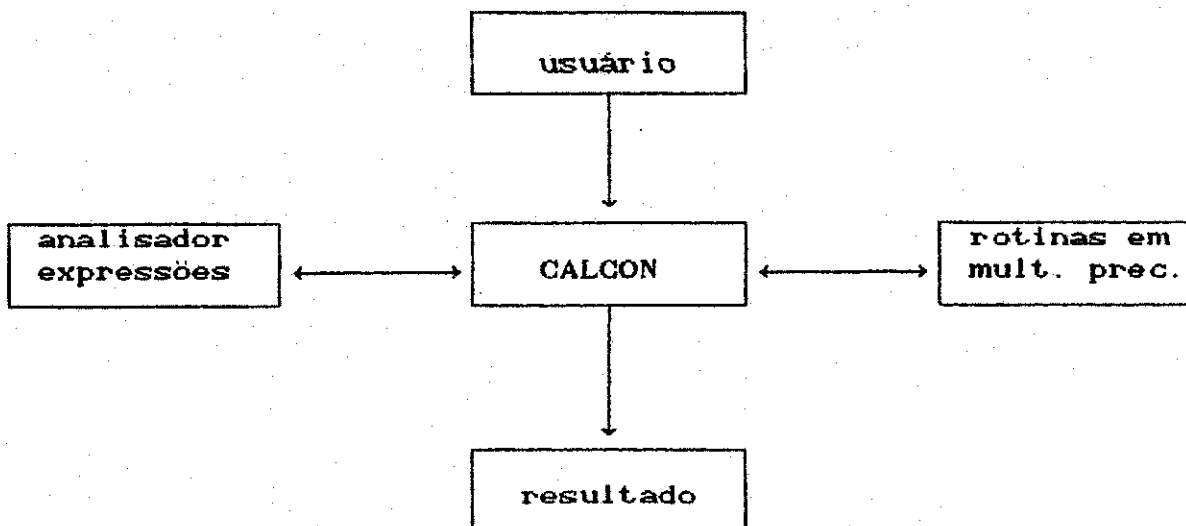 usuário
analisador
expressões
CALCON
rotinas em
mult. prec.
resultado